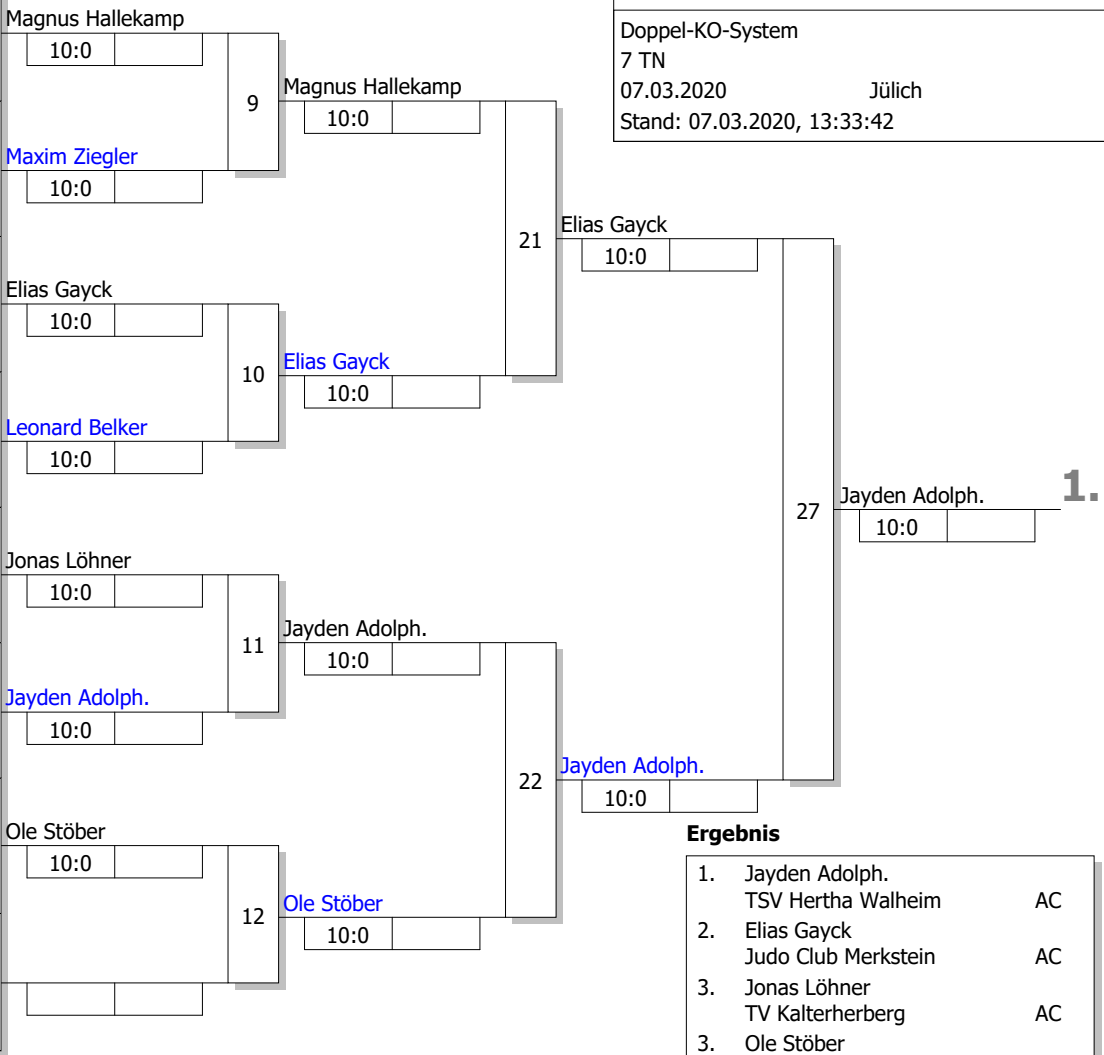 Magnus Hallekamp
10:0
9
Maxim Ziegler
10:0
Elias Gayck
10:0
10
Leonard Belker
10:0
Jonas Löhner
10:0
11
Jayden Adolph.
10:0
Ole Stöber
10:0
12
Magnus Hallekamp
10:0
21
Elias Gayck
10:0
Jayden Adolph.
10:0
22
Ole Stöber
10:0
Elias Gayck
10:0
27
Jayden Adolph.
10:0
Jayden Adolph.
10:0
1.
Doppel-KO-System
7 TN
07.03.2020 Jülich
Stand: 07.03.2020, 13:33:42
Ergebnis
1. Jayden Adolph.
TSV Hertha Walheim AC
2. Elias Gayck
Judo Club Merkstein AC
3. Jonas Löhner
TV Kalterherberg AC
3. Ole Stöber